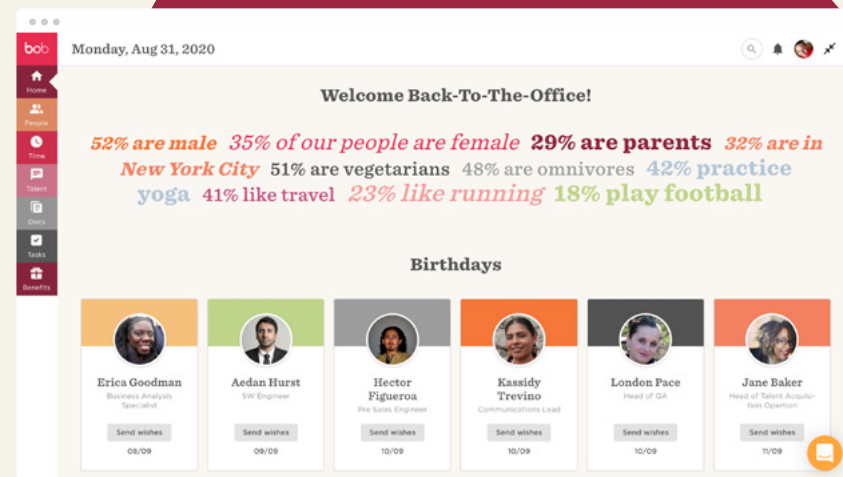 bob
Monday, Aug 31, 2020
Home
People
Time
Talent
Docs
Tasks
Benefits
Welcome Back-To-The-Office!
52% are male 35% of our people are female 29% are parents 32% are in
New York City 51% are vegetarians 48% are omnivores 42% practice
yoga 41% like travel 23% like running 18% play football
Birthdays
Erica Goodman
Business Analysis
Specialist
Send wishes
08/09
Aedan Hurst
SW Engineer
Send wishes
09/09
Hector
Figueroa
Pre Sales Engineer
Send wishes
10/09
Kassidy
Trevino
Communications Lead
Send wishes
10/09
London Pace
Head of QA
Send wishes
10/09
Jane Baker
Head of Talent Acquisi-
tion Opertion
Send wishes
11/09